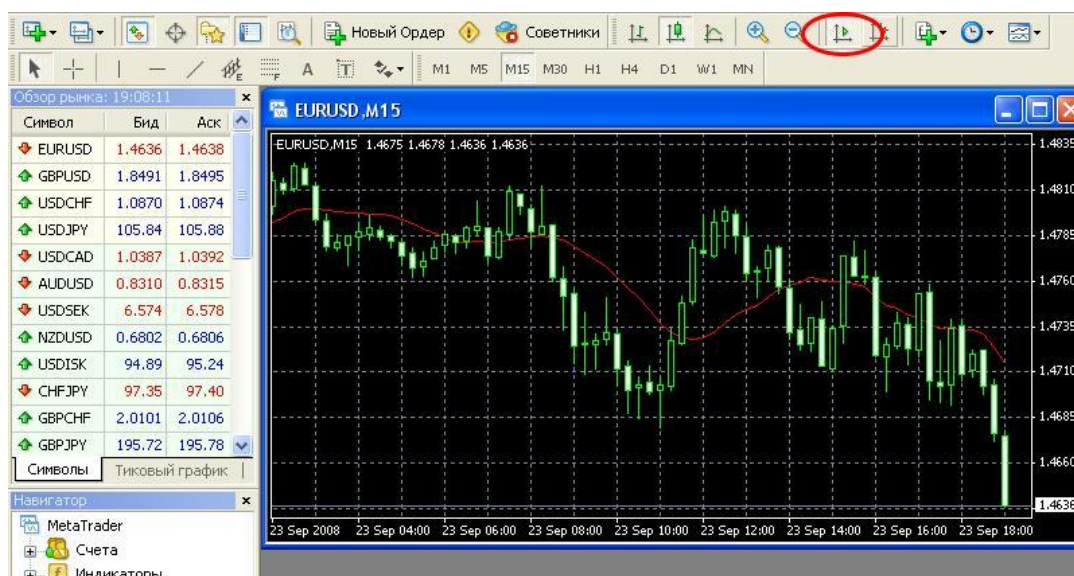 Новый Ордер Советники
A T M1 M5 M15 M30 H1 H4 D1 W1 MN
Обзор рынка: 19:08:11
Символ Бид Аск
EURUSD 1.4636 1.4638
GBPUSD 1.8491 1.8495
USDCHF 1.0870 1.0874
USDJPY 105.84 105.88
USDCAD 1.0387 1.0392
AUDUSD 0.8310 0.8315
USDSEK 6.574 6.578
NZDUSD 0.6802 0.6806
USDISK 94.89 95.24
CHFJPY 97.35 97.40
GBPCHF 2.0101 2.0106
GBPJPY 195.72 195.78
Символы Тиковый график
Навигатор
MetaTrader
Счета
Индикаторы
EURUSD,M15
EURUSD,M15 1.4675 1.4678 1.4636 1.4636
1.4835
1.4810
1.4785
1.4760
1.4735
1.4710
1.4685
1.4660
1.4636
23 Sep 2008 23 Sep 04:00 23 Sep 06:00 23 Sep 08:00 23 Sep 10:00 23 Sep 12:00 23 Sep 14:00 23 Sep 16:00 23 Sep 18:00